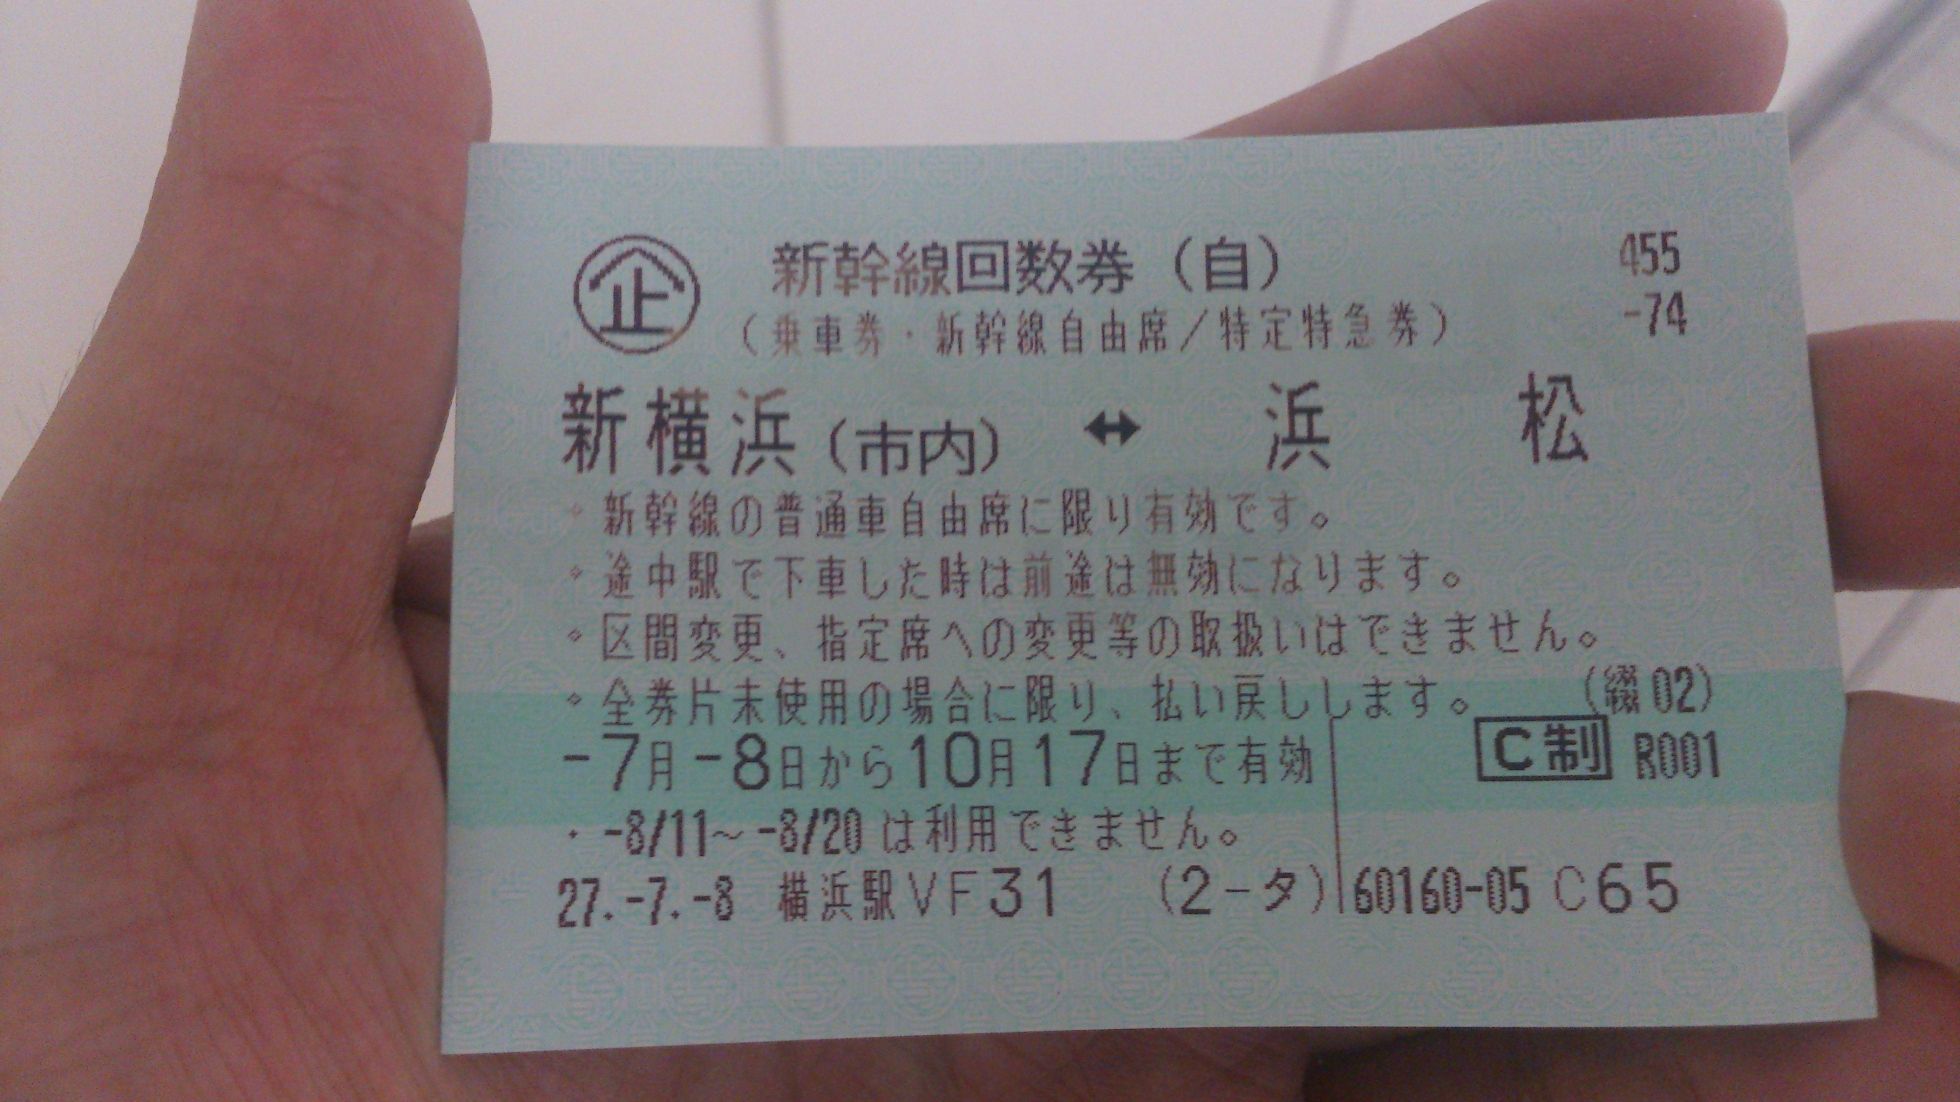 企 新幹線回数券(自) 455
(乗車券・新幹線自由席/特定特急券) -74
新横浜(市内) ↔ 浜松
・新幹線の普通車自由席に限り有効です。
・途中駅で下車した時は前途は無効になります。
・区間変更、指定席への変更等の取扱いはできません。
・全券片未使用の場合に限り、払い戻しします。 (綴02)
-7月-8日から10月17日まで有効 C制 R001
・-8/11~-8/20は利用できません。
27.-7.-8 横浜駅VF31 (2-タ) 60160-05 C65